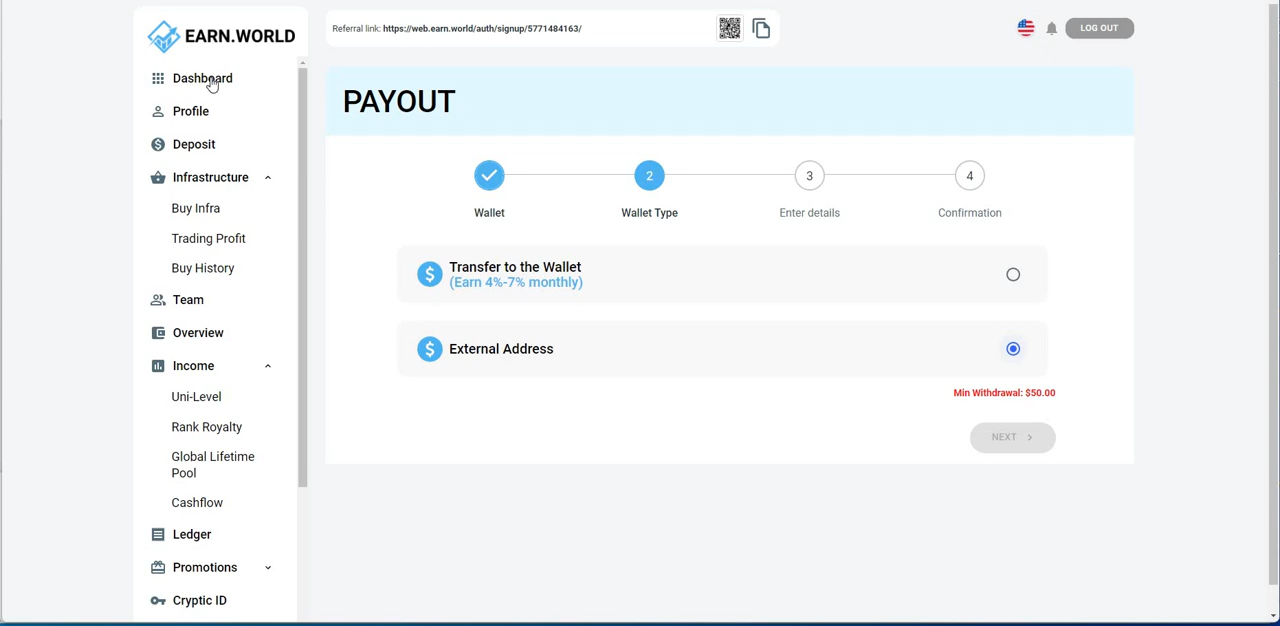 EARN.WORLD
Referral link: https://web.earn.world/auth/signup/5771484163/
LOG OUT
Dashboard
Profile
Deposit
Infrastructure
Buy Infra
Trading Profit
Buy History
Team
Overview
Income
Uni-Level
Rank Royalty
Global Lifetime
Pool
Cashflow
Ledger
Promotions
Cryptic ID
PAYOUT
2
3
4
Wallet
Wallet Type
Enter details
Confirmation
$ Transfer to the Wallet
(Earn 4%-7% monthly)
$ External Address
Min Withdrawal: $50.00
NEXT >